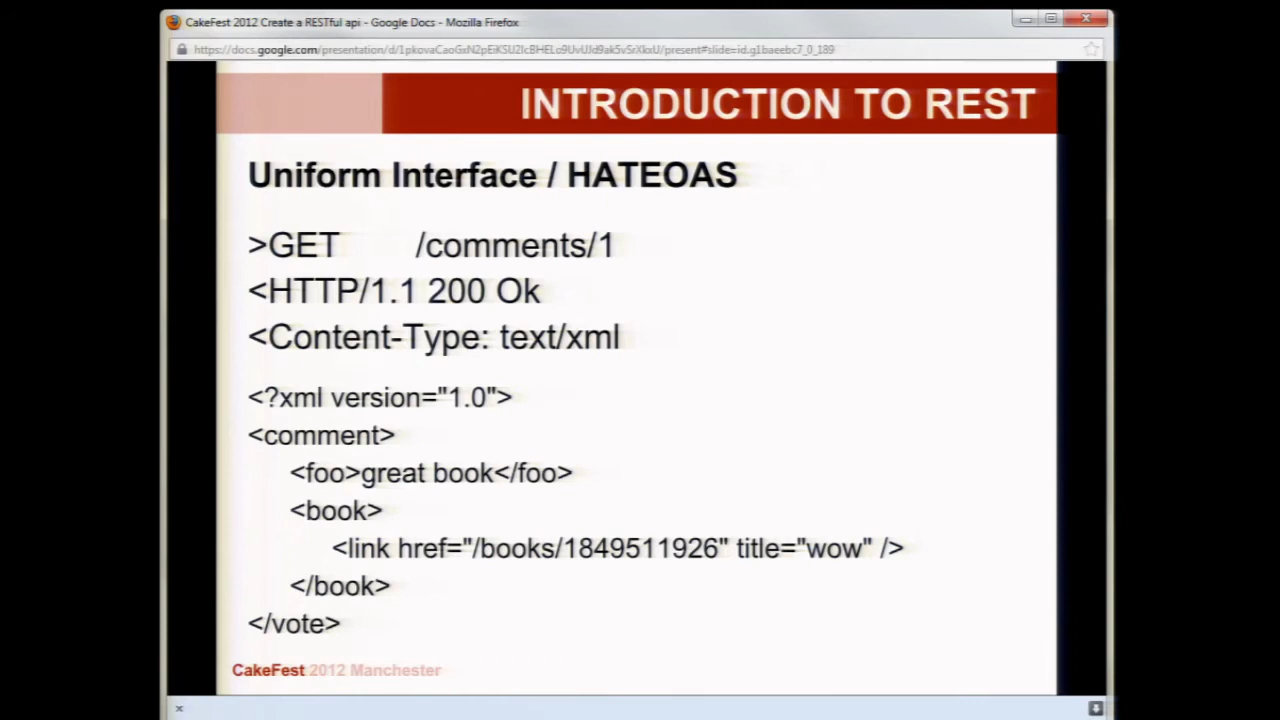 CakeFest 2012 Create a RESTful api - Google Docs - Mozilla Firefox
INTRODUCTION TO REST
Uniform Interface / HATEOAS
>GET /comments/1
<HTTP/1.1 200 Ok
<Content-Type: text/xml
<?xml version="1.0">
<comment>
<foo>great book</foo>
<book>
<link href="/books/1849511926" title="wow" />
</book>
</vote>
CakeFest 2012 Manchester